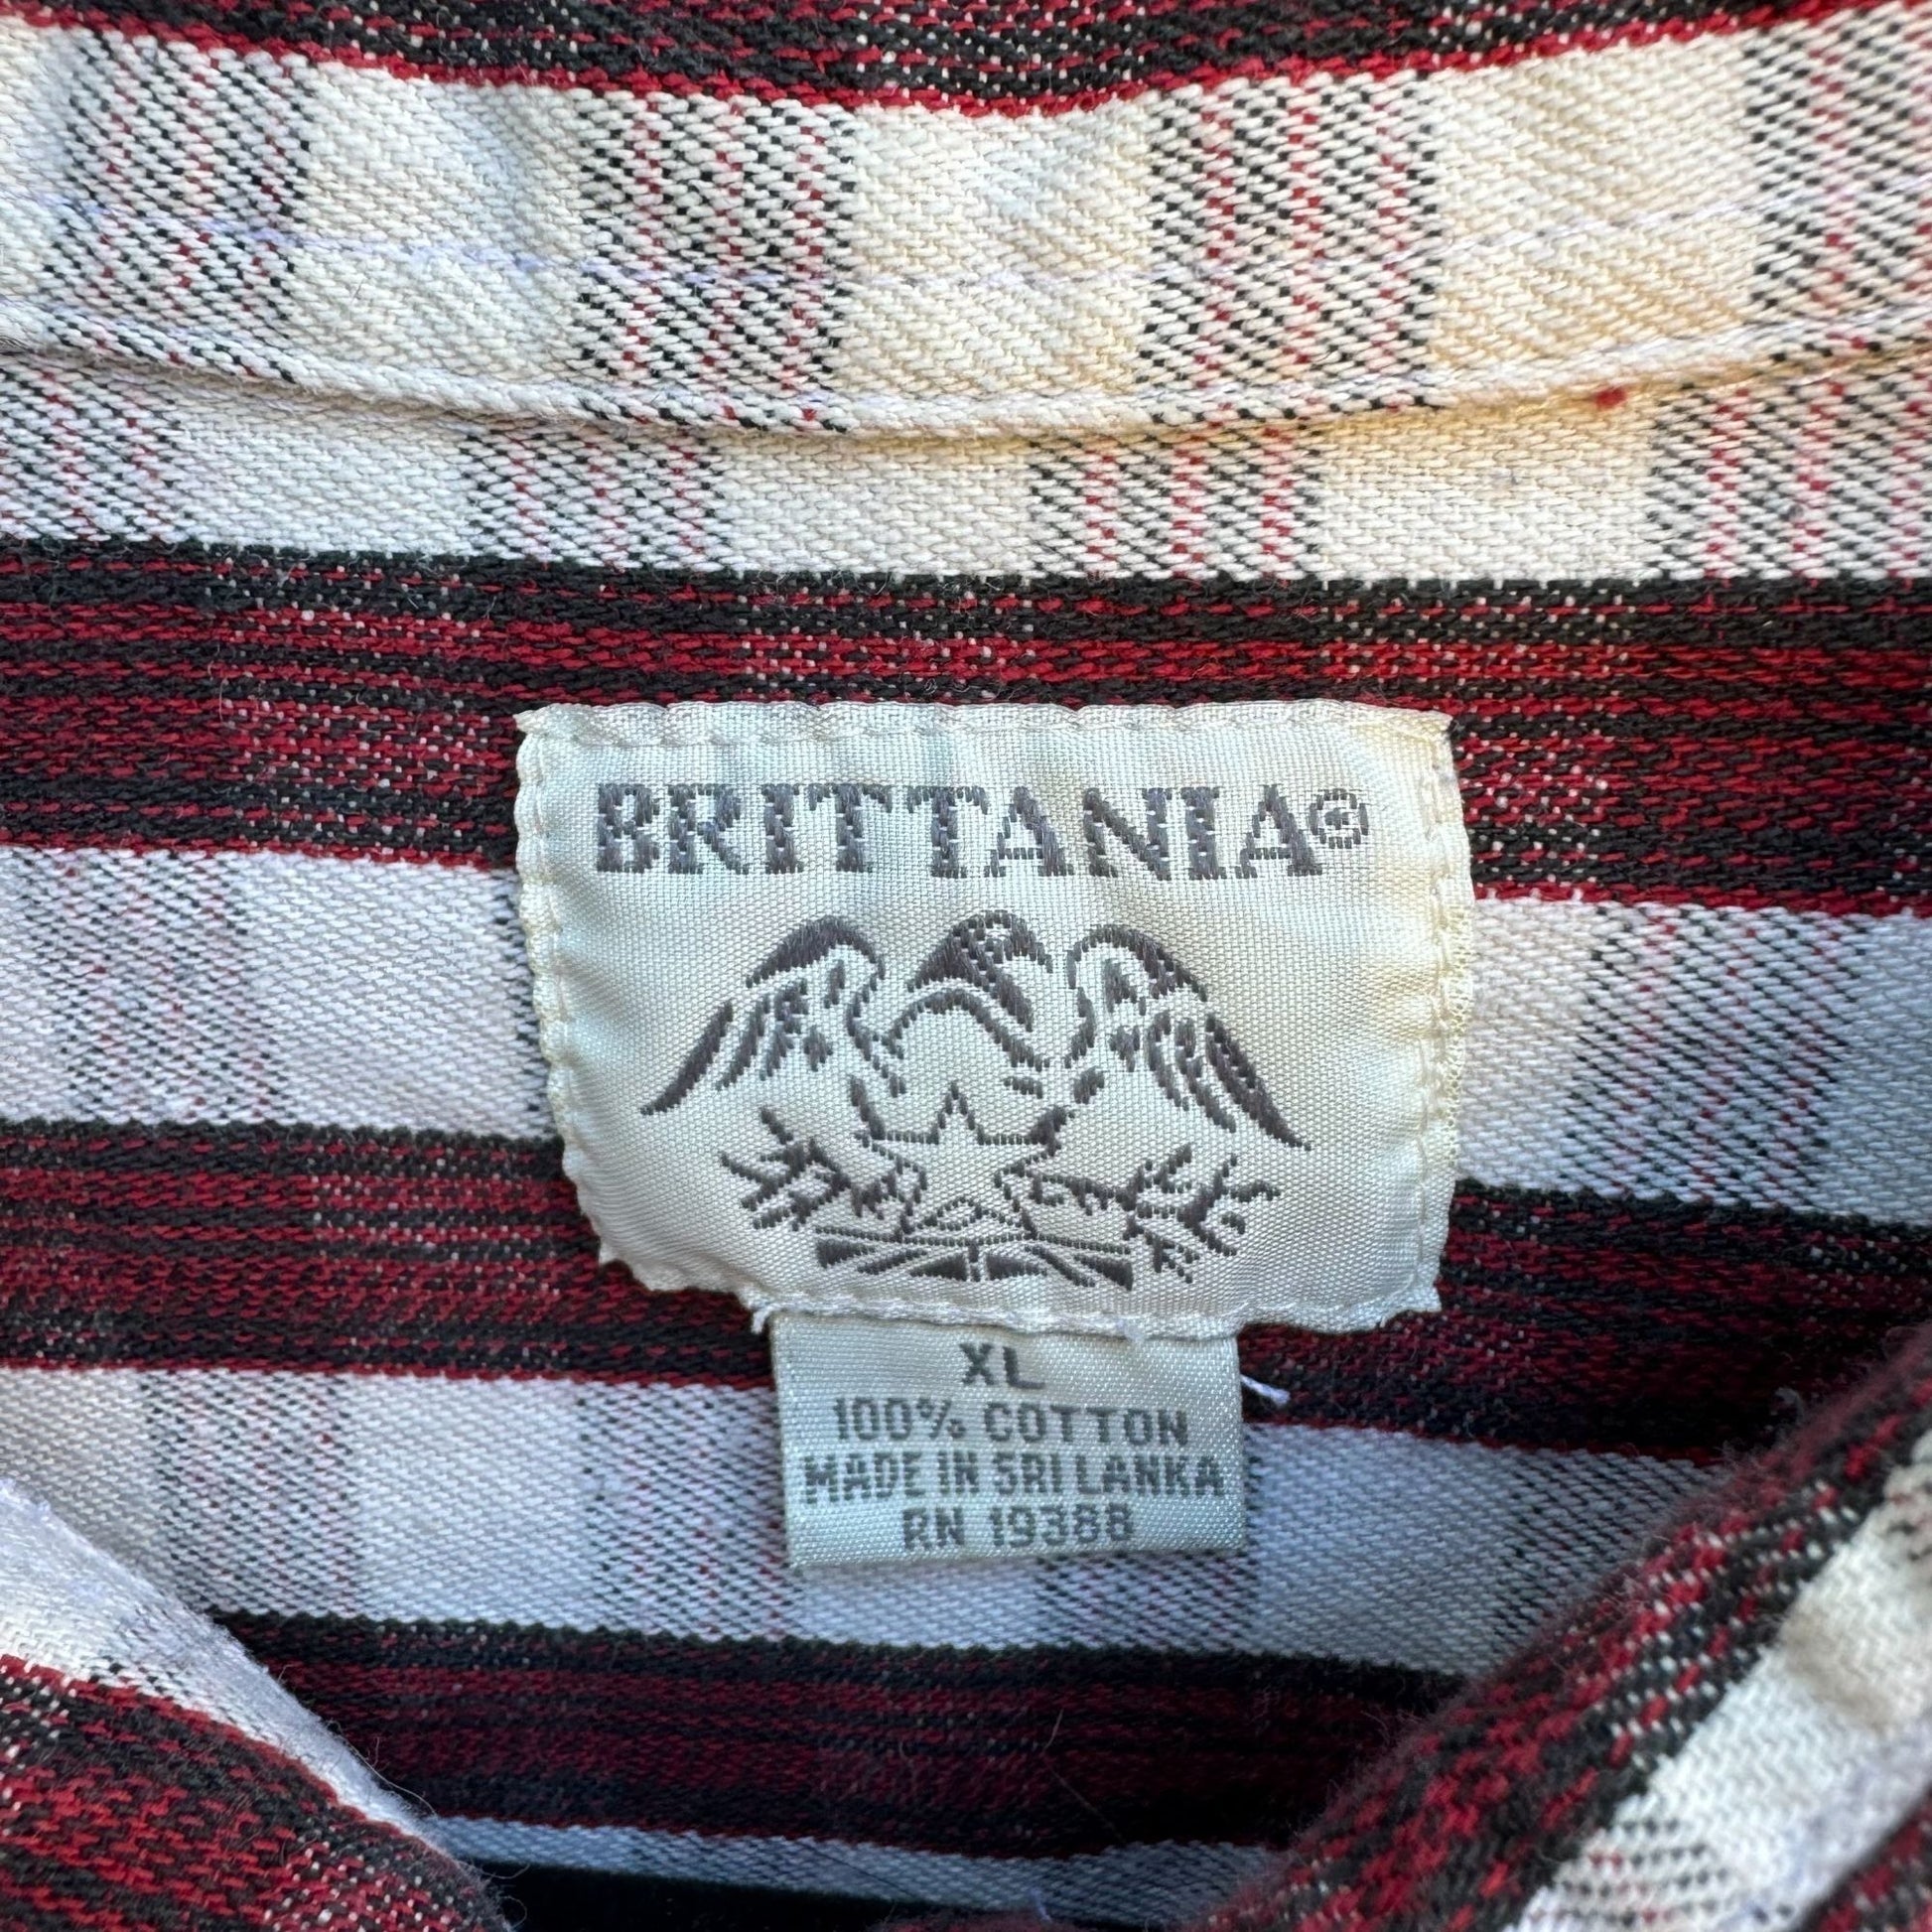 BRITTANIA®
XL
100% COTTON
MADE IN SRI LANKA
RN 19388